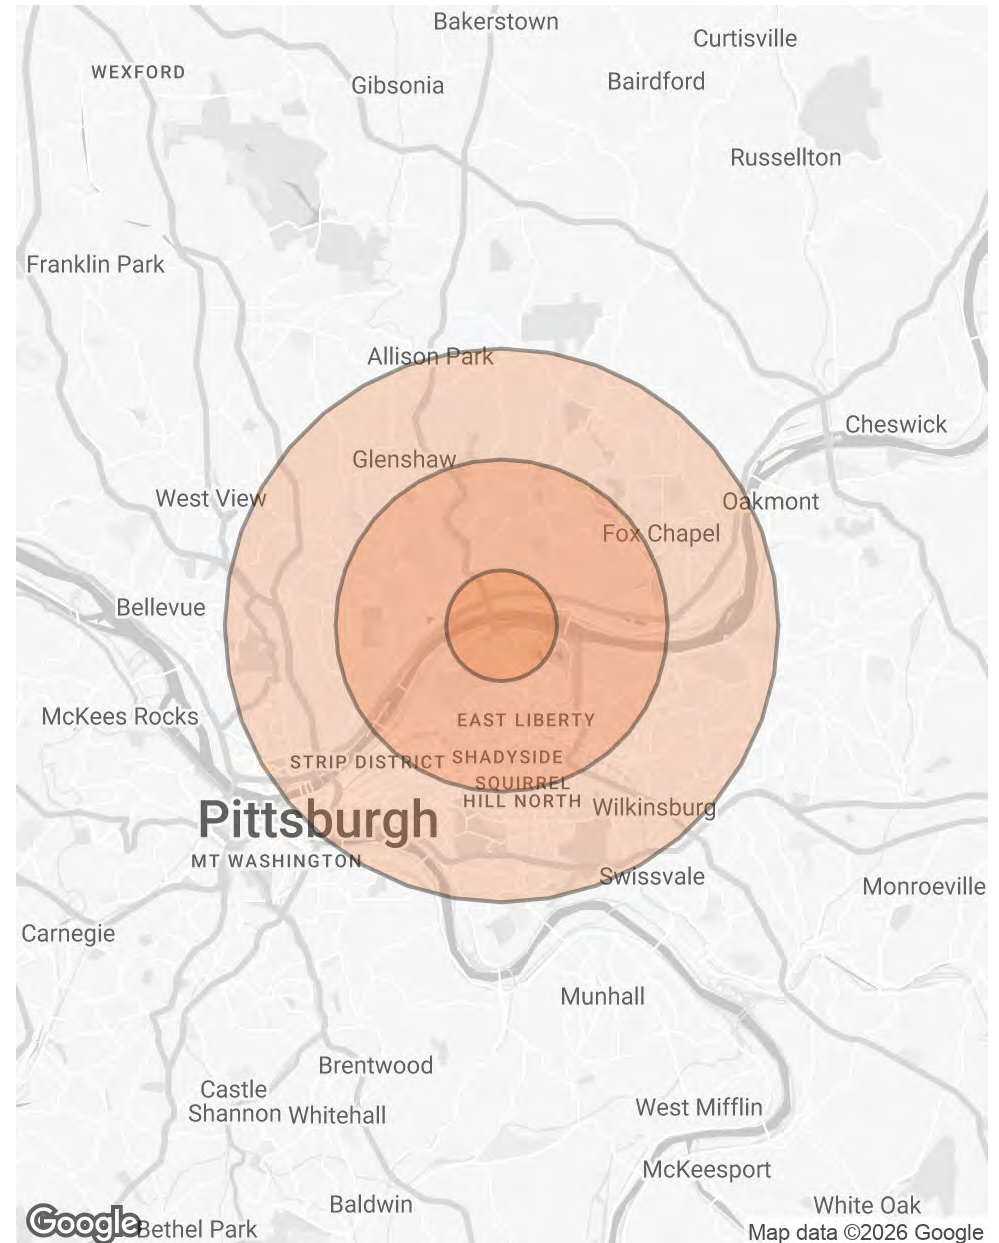 Bakerstown
Curtisville
WEXFORD
Gibsonia
Bairdford
Russellton
Franklin Park
Allison Park
Cheswick
Glenshaw
West View
Oakmont
Fox Chapel
Bellevue
McKees Rocks
EAST LIBERTY
STRIP DISTRICT
SHADYSIDE
SQUIRREL
HILL NORTH
Wilkinsburg
Pittsburgh
MT WASHINGTON
Swissvale
Monroeville
Carnegie
Munhall
Brentwood
Castle
Shannon
Whitehall
West Mifflin
McKeesport
Baldwin
White Oak
Google
Bethel Park
Map data ©2026 Google